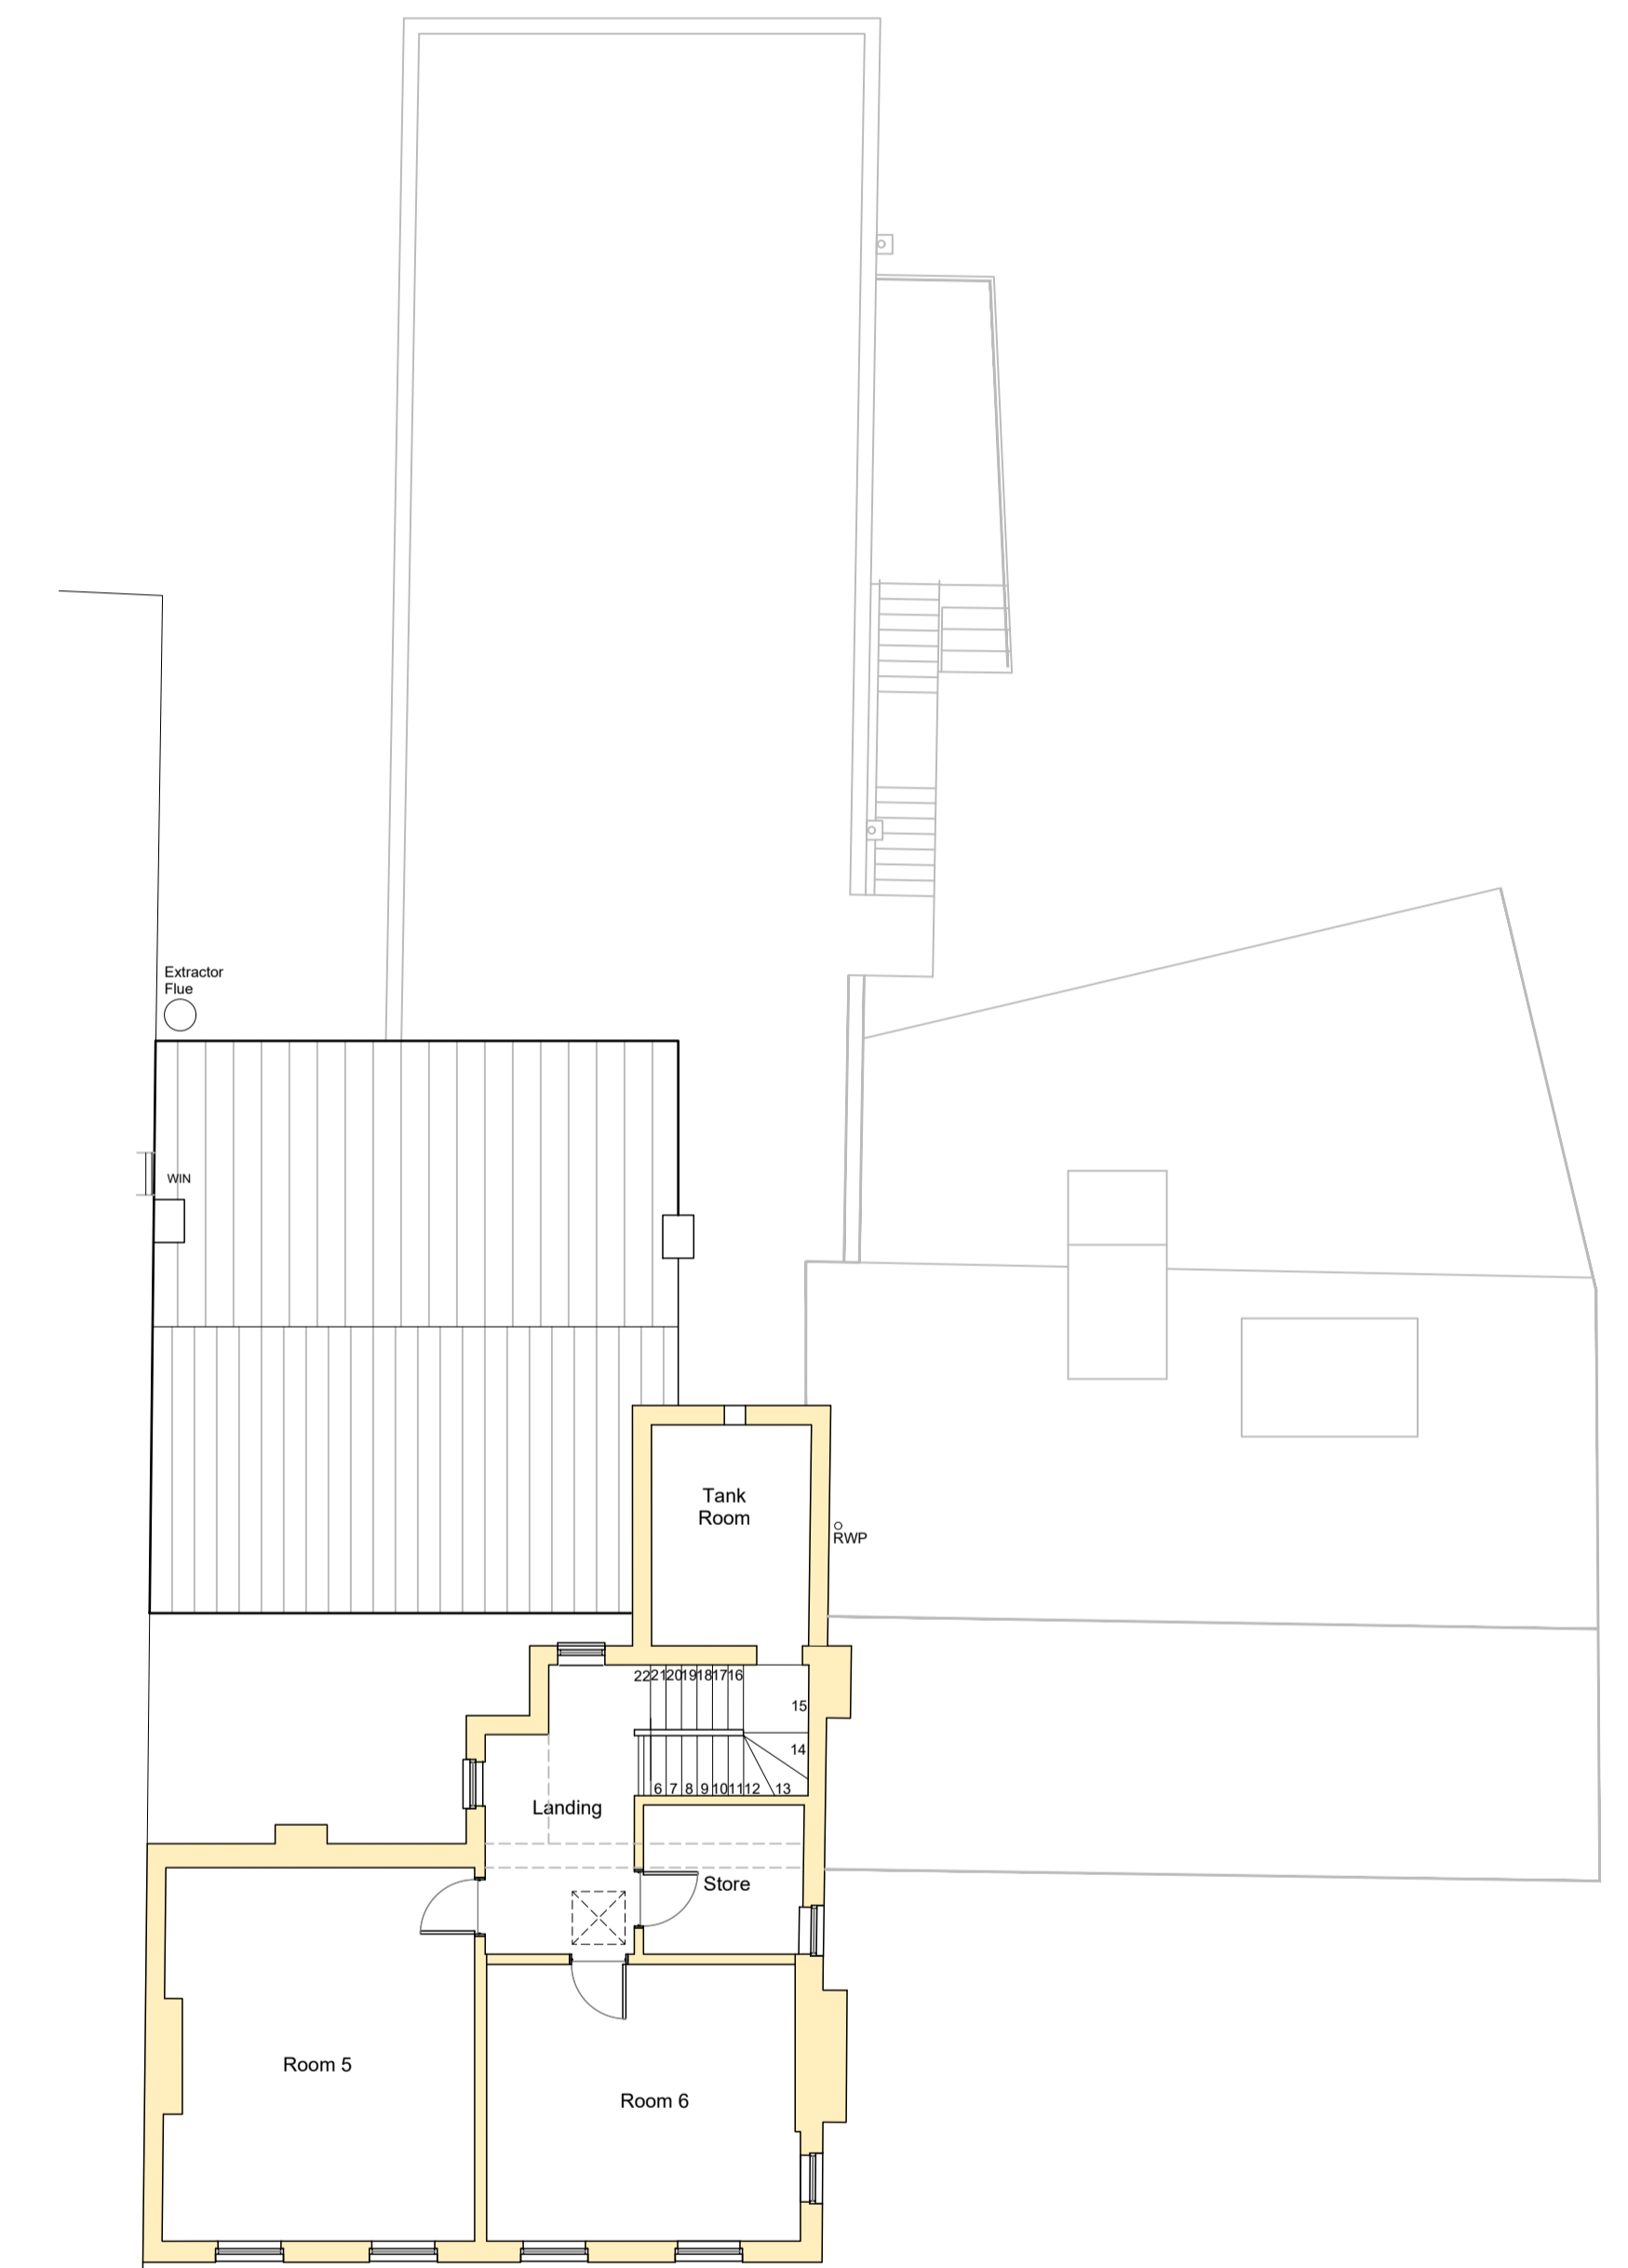 Extractor
Flue
WIN
Tank
Room
RWP
22 21 20 19 18 17 16
15
14
6 7 8 9 10 11 12 13
Landing
Store
Room 5
Room 6